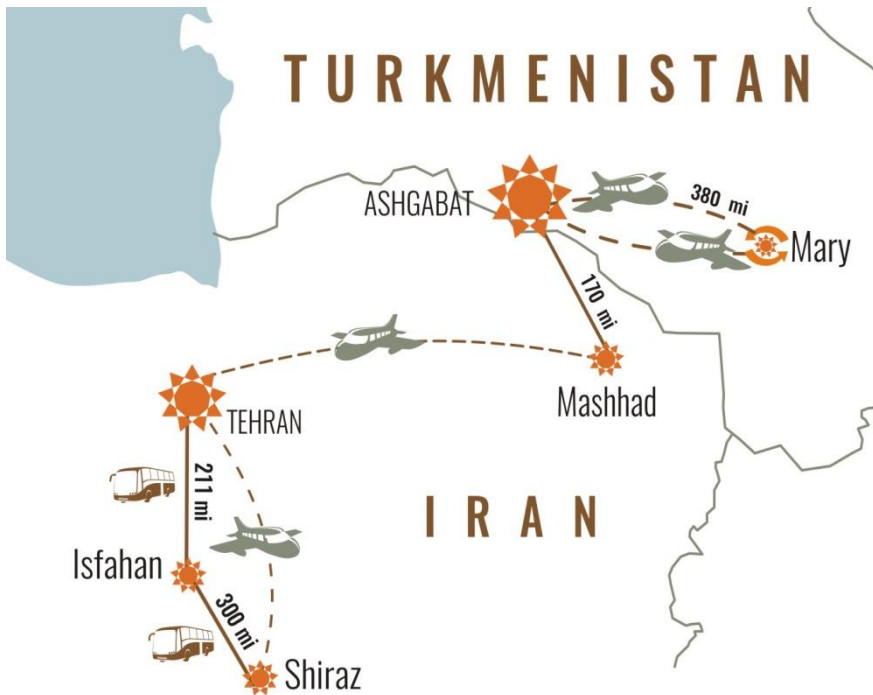 TURKMENISTAN
ASHGABAT
380 mi
Mary
170 mi
Mashhad
TEHRAN
211 mi
IRAN
Isfahan
300 mi
Shiraz